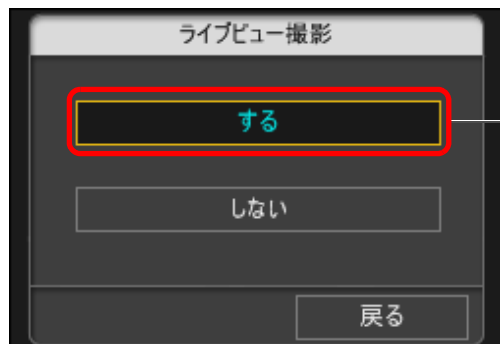 ライブビュー撮影
する
しない
戻る